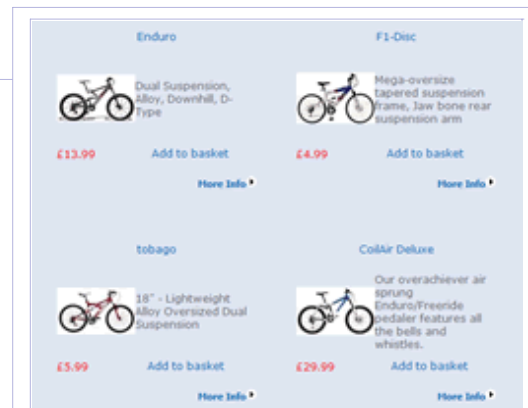 Enduro
Dual Suspension,
Alloy, Downhill, D-
Type
£13.99 Add to basket
More Info
F1-Disc
Mega-oversize
tapered suspension
frame, Jaw bone rear
suspension arm
£4.99 Add to basket
More Info
tobago
18" - Lightweight
Alloy Oversized Dual
Suspension
£5.99 Add to basket
More Info
CoilAir Deluxe
Our overachiever air
sprung
Enduro/Freeride
pedaler features all
the bells and
whistles.
£29.99 Add to basket
More Info